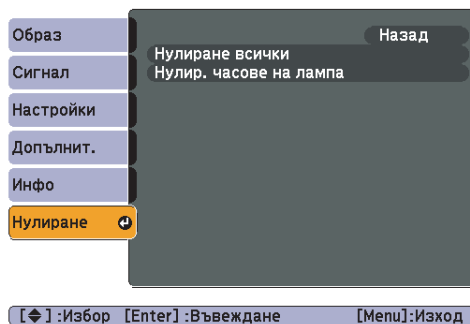 Образ
Сигнал
Настройки
Допълнит.
Инфо
Нулиране
Назад
Нулиране всички
Нулир. часове на лампа
[ ] :Избор [Enter] :Въвеждане [Menu]:Изход